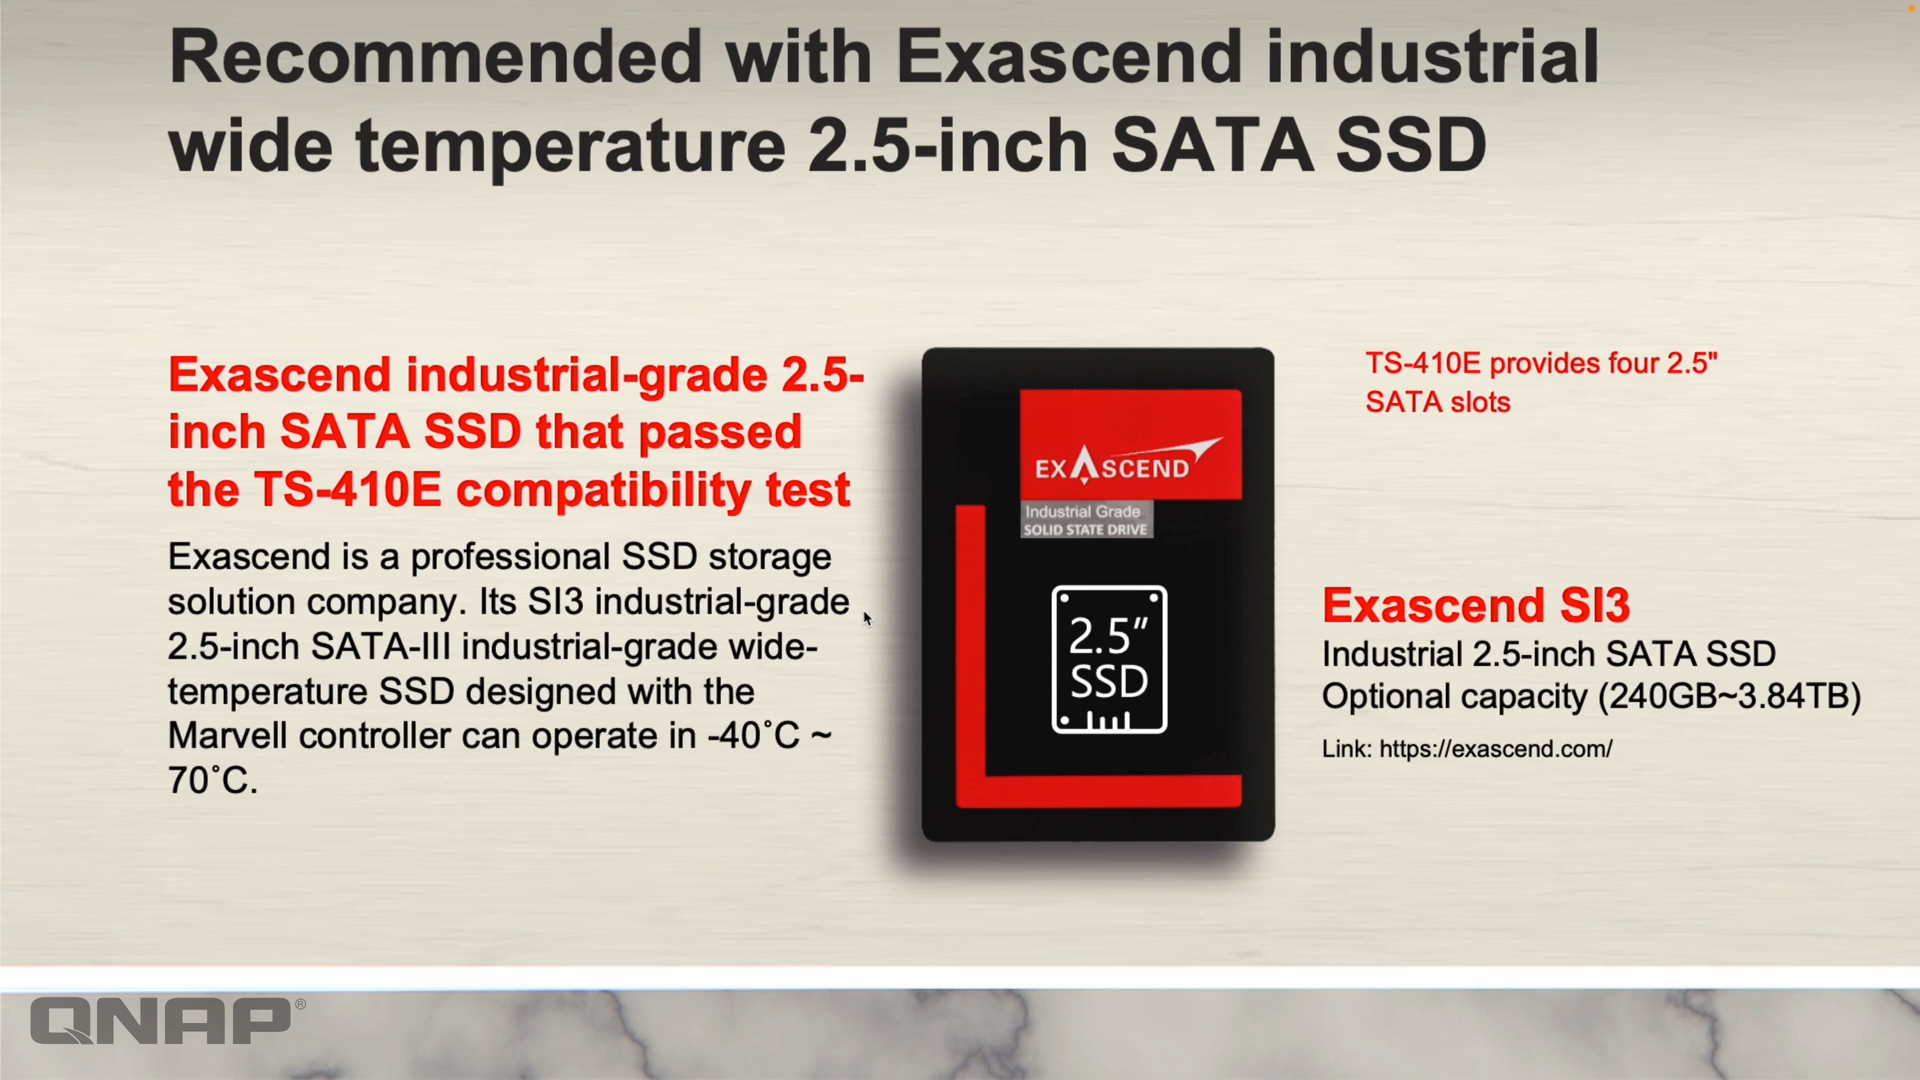 Recommended with Exascend industrial
wide temperature 2.5-inch SATA SSD
Exascend industrial-grade 2.5-
inch SATA SSD that passed
the TS-410E compatibility test
Exascend is a professional SSD storage
solution company. Its SI3 industrial-grade
2.5-inch SATA-III industrial-grade wide-
temperature SSD designed with the
Marvell controller can operate in -40˚C ~
70˚C.
EXASCEND
Industrial Grade
SOLID STATE DRIVE
2.5"
SSD
TS-410E provides four 2.5"
SATA slots
Exascend SI3
Industrial 2.5-inch SATA SSD
Optional capacity (240GB~3.84TB)
Link: https://exascend.com/
QNAP®